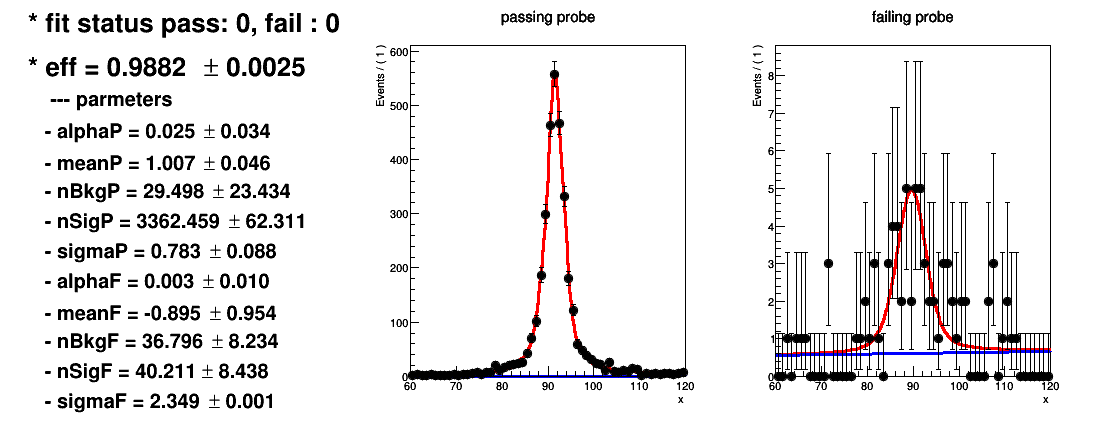 * fit status pass: 0, fail : 0
* eff = 0.9882 ± 0.0025
--- parmeters
- alphaP = 0.025 ± 0.034
- meanP = 1.007 ± 0.046
- nBkgP = 29.498 ± 23.434
- nSigP = 3362.459 ± 62.311
- sigmaP = 0.783 ± 0.088
- alphaF = 0.003 ± 0.010
- meanF = -0.895 ± 0.954
- nBkgF = 36.796 ± 8.234
- nSigF = 40.211 ± 8.438
- sigmaF = 2.349 ± 0.001
passing probe
Events / ( 1 )
600
500
400
300
200
100
0
60 70 80 90 100 110 120
x
failing probe
Events / ( 1 )
8
7
6
5
4
3
2
1
0
60 70 80 90 100 110 120
x